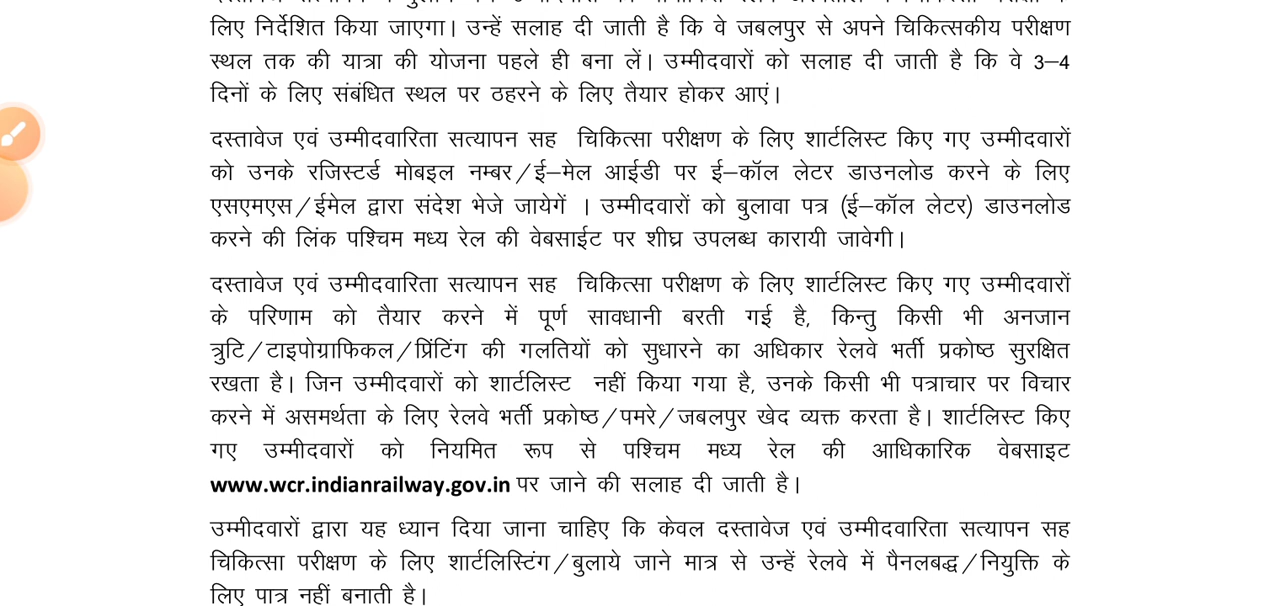 लिए निर्देशित किया जाएगा। उन्हें सलाह दी जाती है कि वे जबलपुर से अपने चिकित्सकीय परीक्षण
स्थल तक की यात्रा की योजना पहले ही बना लें। उम्मीदवारों को सलाह दी जाती है कि वे 3–4
दिनों के लिए संबंधित स्थल पर ठहरने के लिए तैयार होकर आएं।
दस्तावेज एवं उम्मीदवारिता सत्यापन सह चिकित्सा परीक्षण के लिए शार्टलिस्ट किए गए उम्मीदवारों
को उनके रजिस्टर्ड मोबइल नम्बर/ई–मेल आईडी पर ई–कॉल लेटर डाउनलोड करने के लिए
एसएमएस/ईमेल द्वारा संदेश भेजे जायेगें । उम्मीदवारों को बुलावा पत्र (ई–कॉल लेटर) डाउनलोड
करने की लिंक पश्चिम मध्य रेल की वेबसाईट पर शीघ्र उपलब्ध कारायी जावेगी।
दस्तावेज एवं उम्मीदवारिता सत्यापन सह चिकित्सा परीक्षण के लिए शार्टलिस्ट किए गए उम्मीदवारों
के परिणाम को तैयार करने में पूर्ण सावधानी बरती गई है, किन्तु किसी भी अनजान
त्रुटि/टाइपोग्राफिकल/प्रिंटिंग की गलतियों को सुधारने का अधिकार रेलवे भर्ती प्रकोष्ठ सुरक्षित
रखता है। जिन उम्मीदवारों को शार्टलिस्ट नहीं किया गया है, उनके किसी भी पत्राचार पर विचार
करने में असमर्थता के लिए रेलवे भर्ती प्रकोष्ठ/पमरे/जबलपुर खेद व्यक्त करता है। शार्टलिस्ट किए
गए उम्मीदवारों को नियमित रूप से पश्चिम मध्य रेल की आधिकारिक वेबसाइट
www.wcr.indianrailway.gov.in पर जाने की सलाह दी जाती है।
उम्मीदवारों द्वारा यह ध्यान दिया जाना चाहिए कि केवल दस्तावेज एवं उम्मीदवारिता सत्यापन सह
चिकित्सा परीक्षण के लिए शार्टलिस्टिंग/बुलाये जाने मात्र से उन्हें रेलवे में पैनलबद्ध/नियुक्ति के
लिए पात्र नहीं बनाती है।